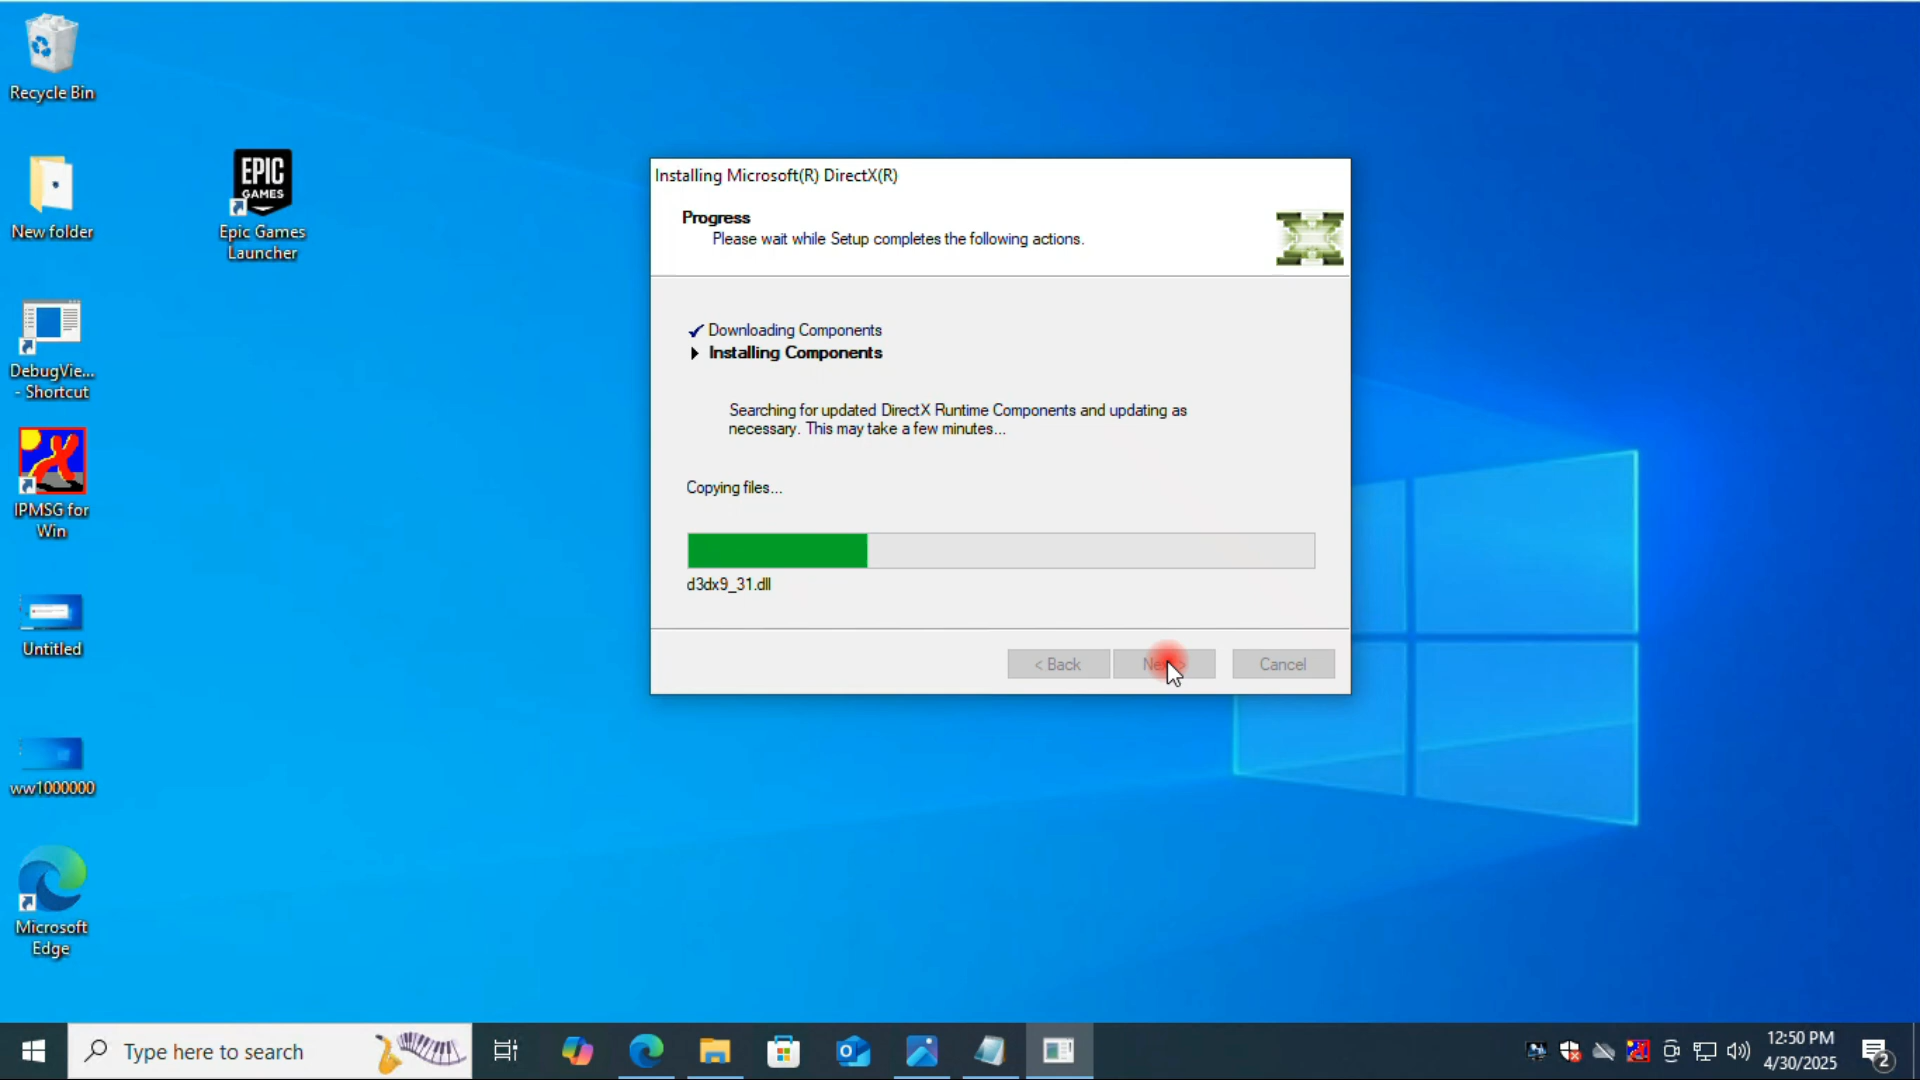 Recycle Bin
New folder
EPIC
GAMES
Epic Games
Launcher
DebugVie...
- Shortcut
IPMSG for
Win
Untitled
ww1000000
Microsoft
Edge
Installing Microsoft(R) DirectX(R)
Progress
Please wait while Setup completes the following actions.
Downloading Components
Installing Components
Searching for updated DirectX Runtime Components and updating as
necessary. This may take a few minutes...
Copying files...
d3dx9_31.dll
< Back
Cancel
Type here to search
12:50 PM
4/30/2025
2